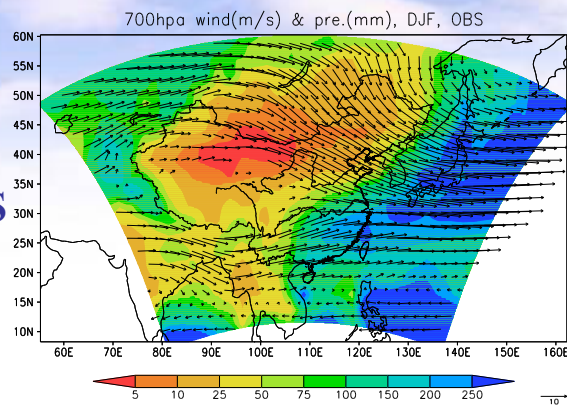 700hpa wind(m/s) & pre.(mm), DJF, OBS
60N
55N
50N
45N
40N
35N
30N
25N
20N
15N
10N
60E 70E 80E 90E 100E 110E 120E 130E 140E 150E 160E
5 10 25 50 75 100 150 200 250
10